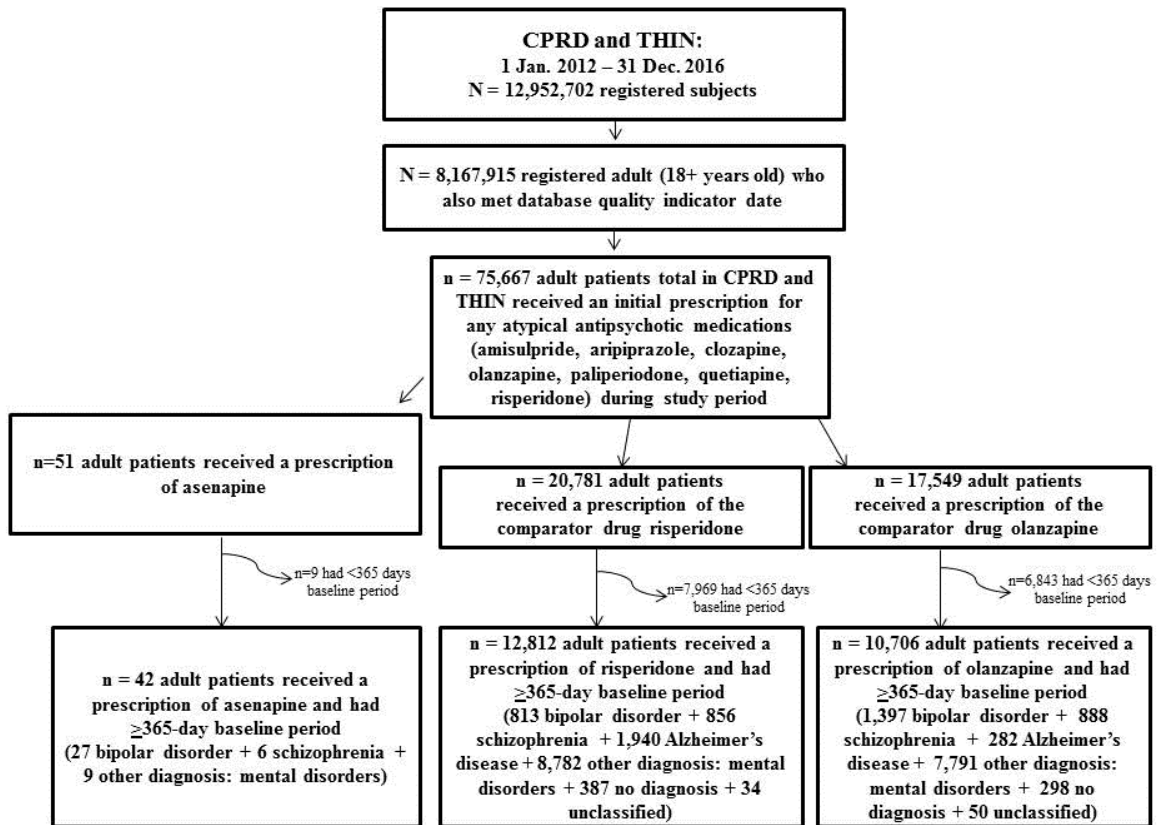 CPRD and THIN:
1 Jan. 2012 – 31 Dec. 2016
N = 12,952,702 registered subjects
N = 8,167,915 registered adult (18+ years old) who
also met database quality indicator date
n = 75,667 adult patients total in CPRD and
THIN received an initial prescription for
any atypical antipsychotic medications
(amisulpride, aripiprazole, clozapine,
olanzapine, paliperiodone, quetiapine,
risperidone) during study period
n=51 adult patients received a prescription
of asenapine
n = 20,781 adult patients
received a prescription of the
comparator drug risperidone
n = 17,549 adult patients
received a prescription of the
comparator drug olanzapine
n=9 had <365 days
baseline period
n=7,969 had <365 days
baseline period
n=6,843 had <365 days
baseline period
n = 42 adult patients received a
prescription of asenapine and had
≥365-day baseline period
(27 bipolar disorder + 6 schizophrenia +
9 other diagnosis: mental disorders)
n = 12,812 adult patients received a
prescription of risperidone and had
≥365-day baseline period
(813 bipolar disorder + 856
schizophrenia + 1,940 Alzheimer’s
disease + 8,782 other diagnosis: mental
disorders + 387 no diagnosis + 34
unclassified)
n = 10,706 adult patients received a
prescription of olanzapine and had
≥365-day baseline period
(1,397 bipolar disorder + 888
schizophrenia + 282 Alzheimer’s
disease + 7,791 other diagnosis:
mental disorders + 298 no
diagnosis + 50 unclassified)